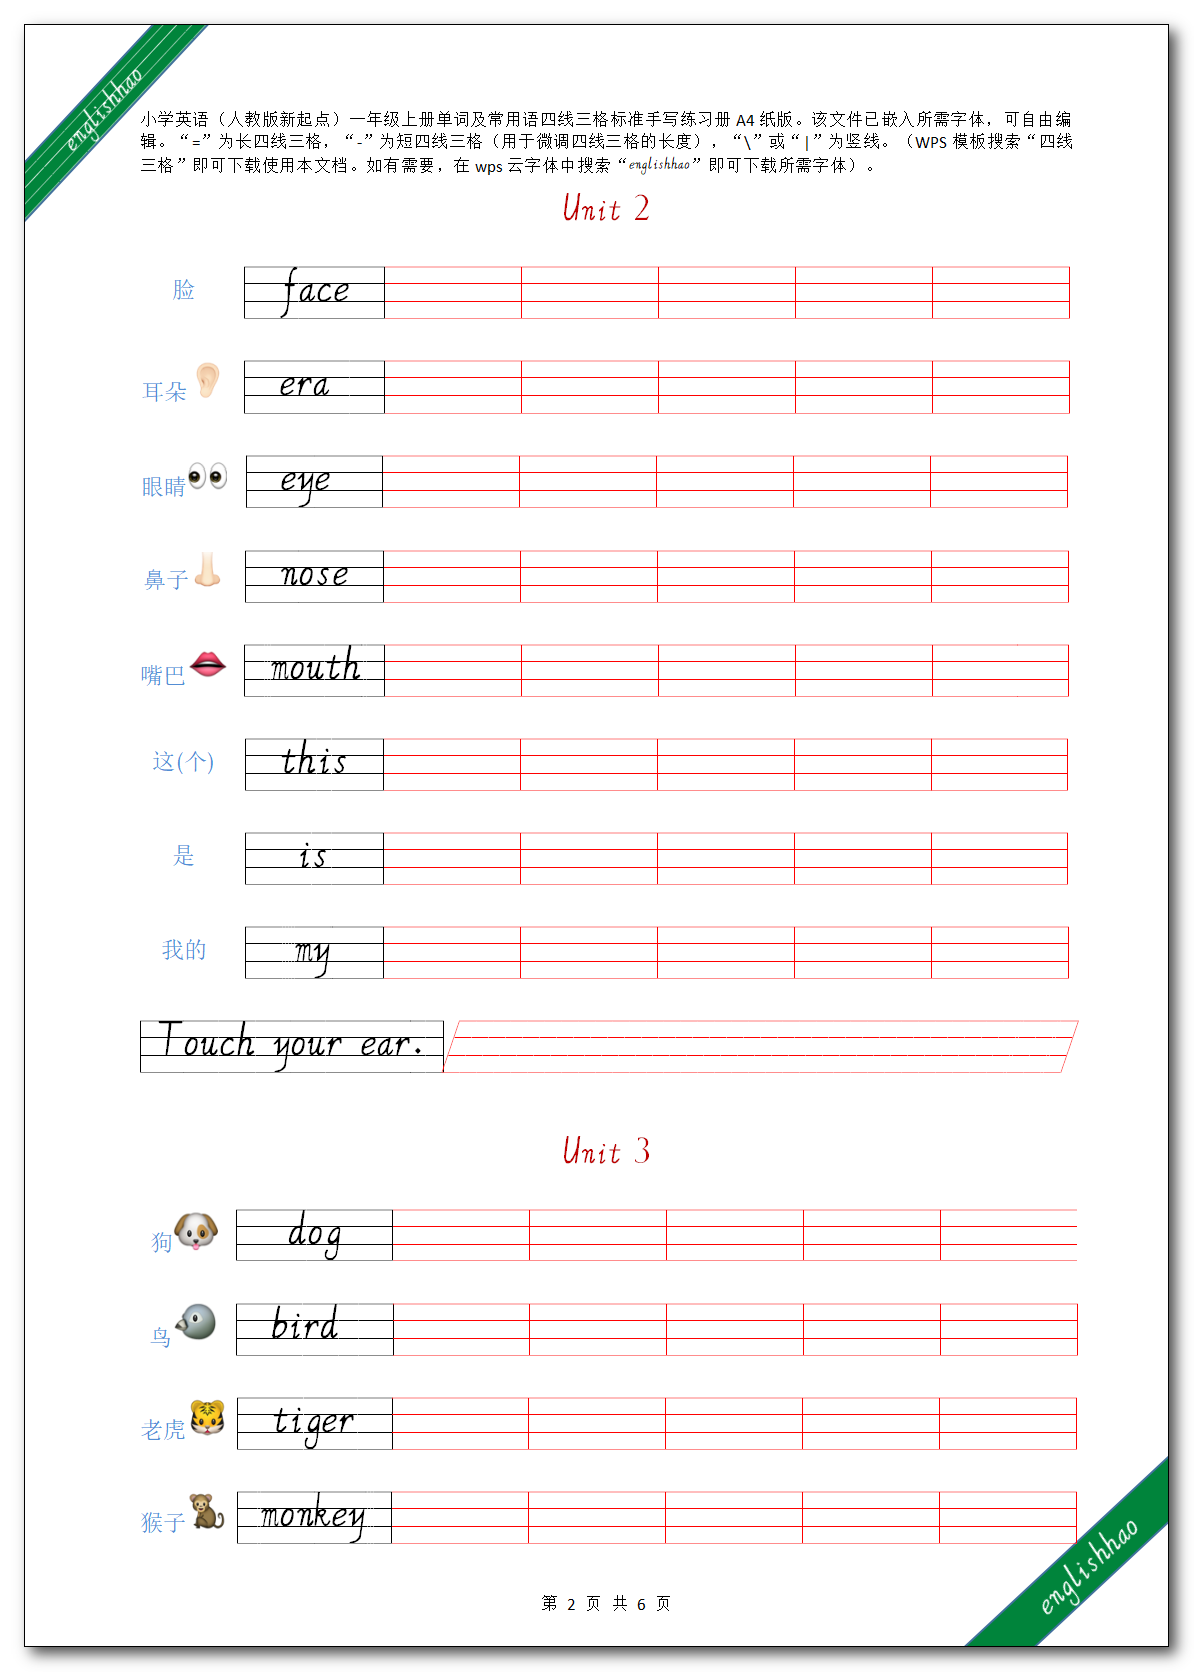 englishhao
小学英语（人教版新起点）一年级上册单词及常用语四线三格标准手写练习册 A4 纸版。该文件已嵌入所需字体，可自由编
辑。“=”为长四线三格，“-”为短四线三格（用于微调四线三格的长度），“\”或“|”为竖线。（WPS 模板搜索“四线
三格”即可下载使用本文档。如有需要，在 wps 云字体中搜索“englishhao”即可下载所需字体）。
Unit 2
脸 face
耳朵 era
眼睛 eye
鼻子 nose
嘴巴 mouth
这(个) this
是 is
我的 my
Touch your ear.
Unit 3
狗 dog
鸟 bird
老虎 tiger
猴子 monkey
englishhao
第 2 页 共 6 页